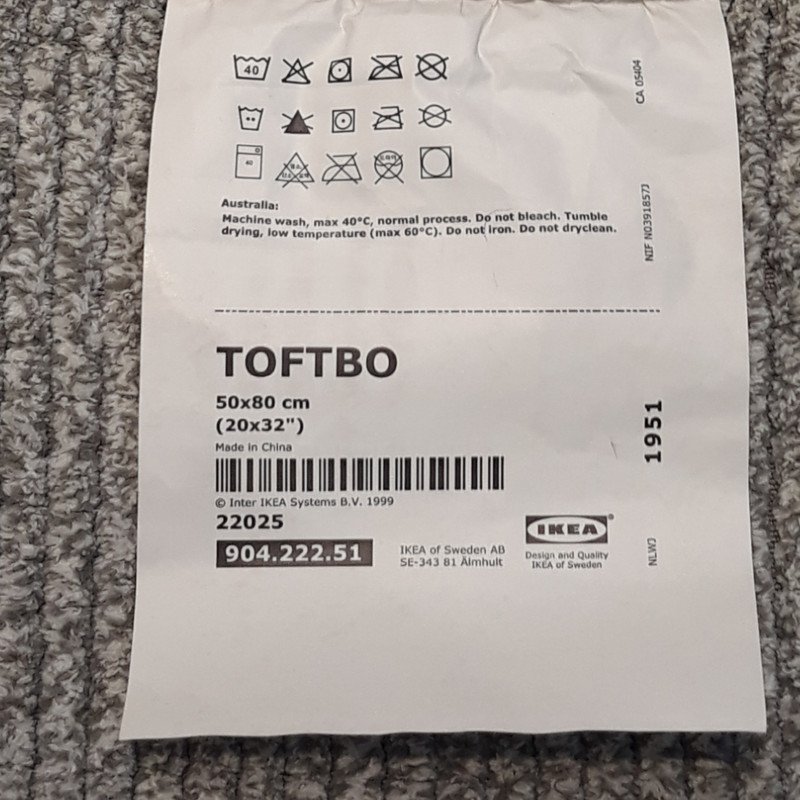 40
40
Australia:
Machine wash, max 40°C, normal process. Do not bleach. Tumble
drying, low temperature (max 60°C). Do not iron. Do not dryclean.
CA 05404
NIF N0391857J
TOFTBO
50x80 cm
(20x32")
Made in China
© Inter IKEA Systems B.V. 1999
22025
904.222.51
IKEA of Sweden AB
SE-343 81 Älmhult
IKEA®
Design and Quality
IKEA of Sweden
1951
NLWJ